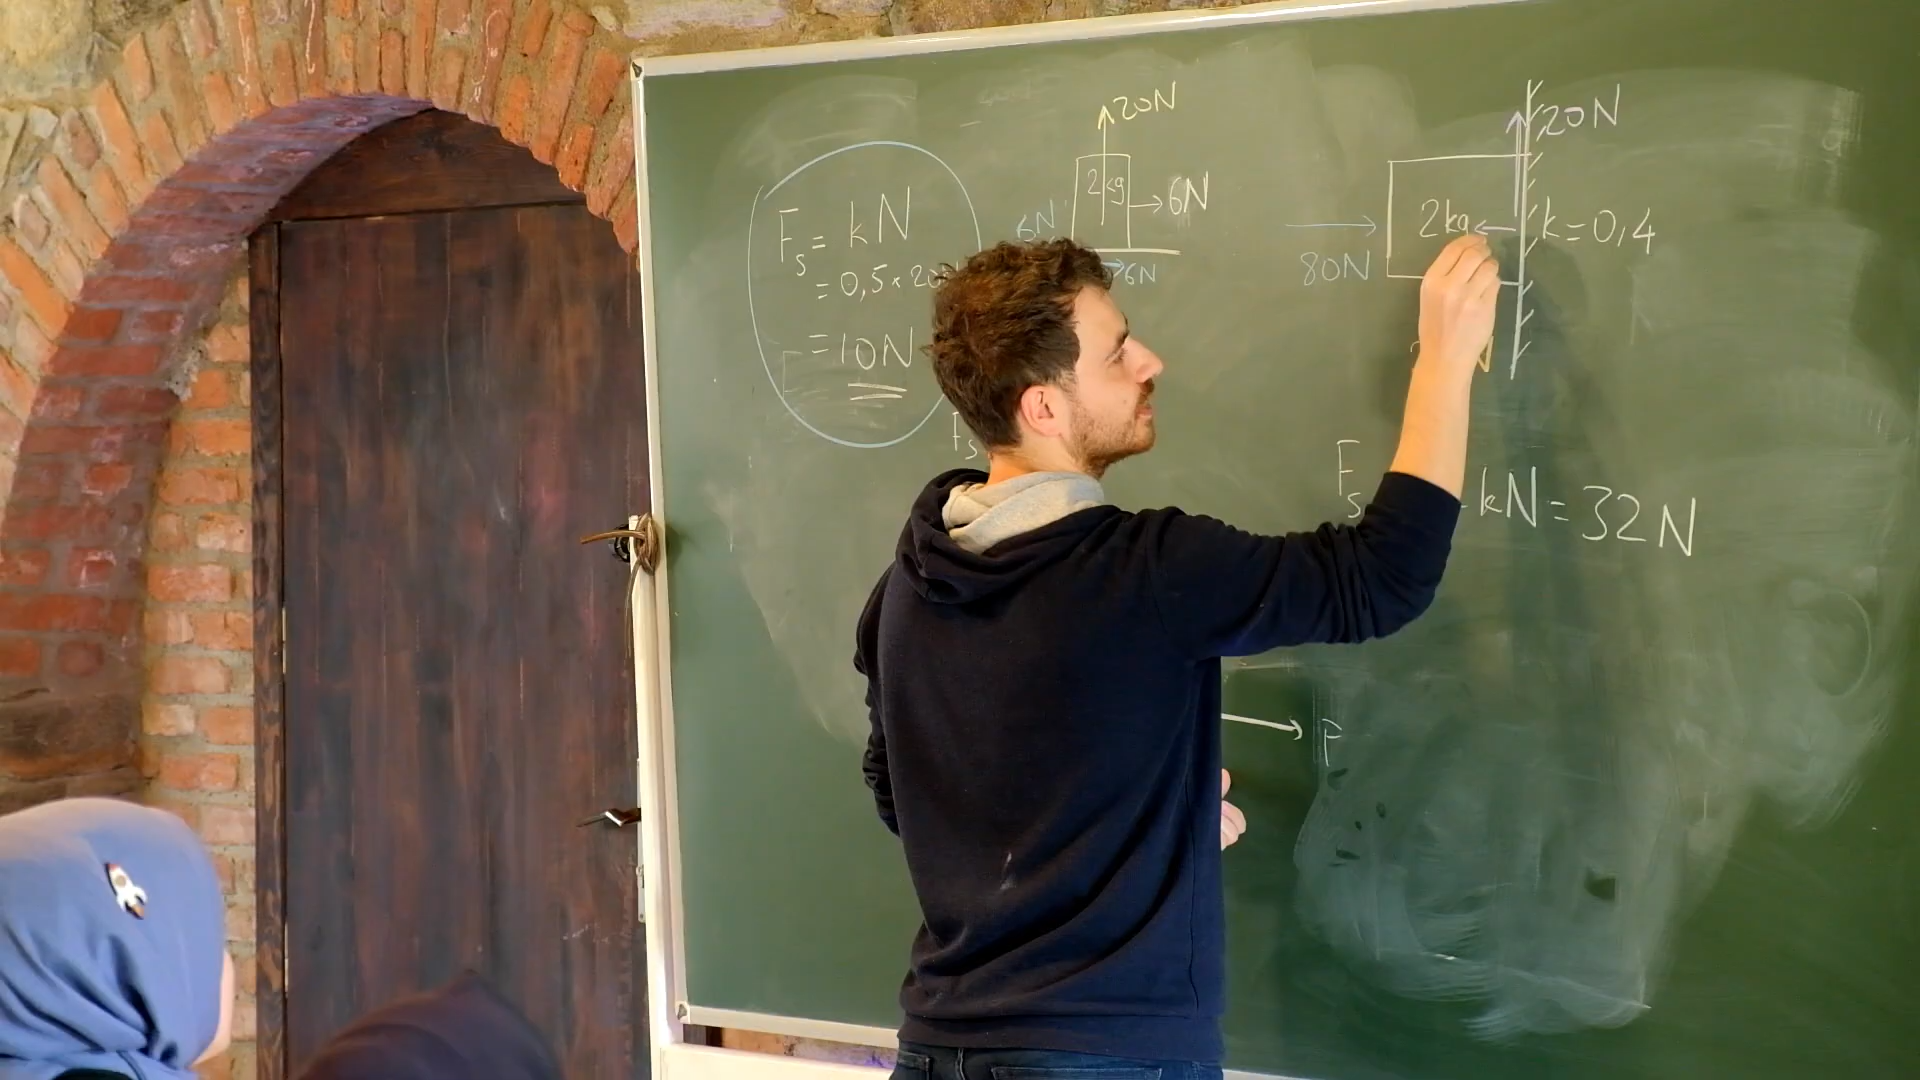 20N
2kg
6N
6N
6N
Fs = kN
= 0,5×20
= 10N
20N
2kg
k=0,4
80N
Fs
Fs
kN = 32N
F